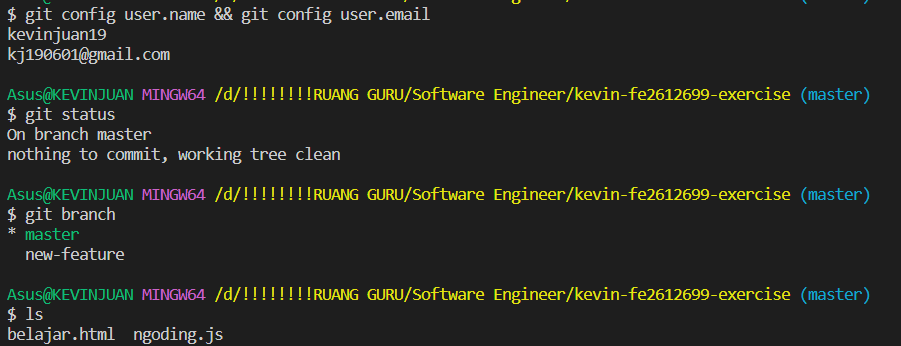 $ git config user.name && git config user.email
kevinjuan19
kj190601@gmail.com
Asus@KEVINJUAN MINGW64 /d/!!!!!!!!RUANG GURU/Software Engineer/kevin-fe2612699-exercise (master)
$ git status
On branch master
nothing to commit, working tree clean
Asus@KEVINJUAN MINGW64 /d/!!!!!!!!RUANG GURU/Software Engineer/kevin-fe2612699-exercise (master)
$ git branch
* master
  new-feature
Asus@KEVINJUAN MINGW64 /d/!!!!!!!!RUANG GURU/Software Engineer/kevin-fe2612699-exercise (master)
$ ls
belajar.html  ngoding.js